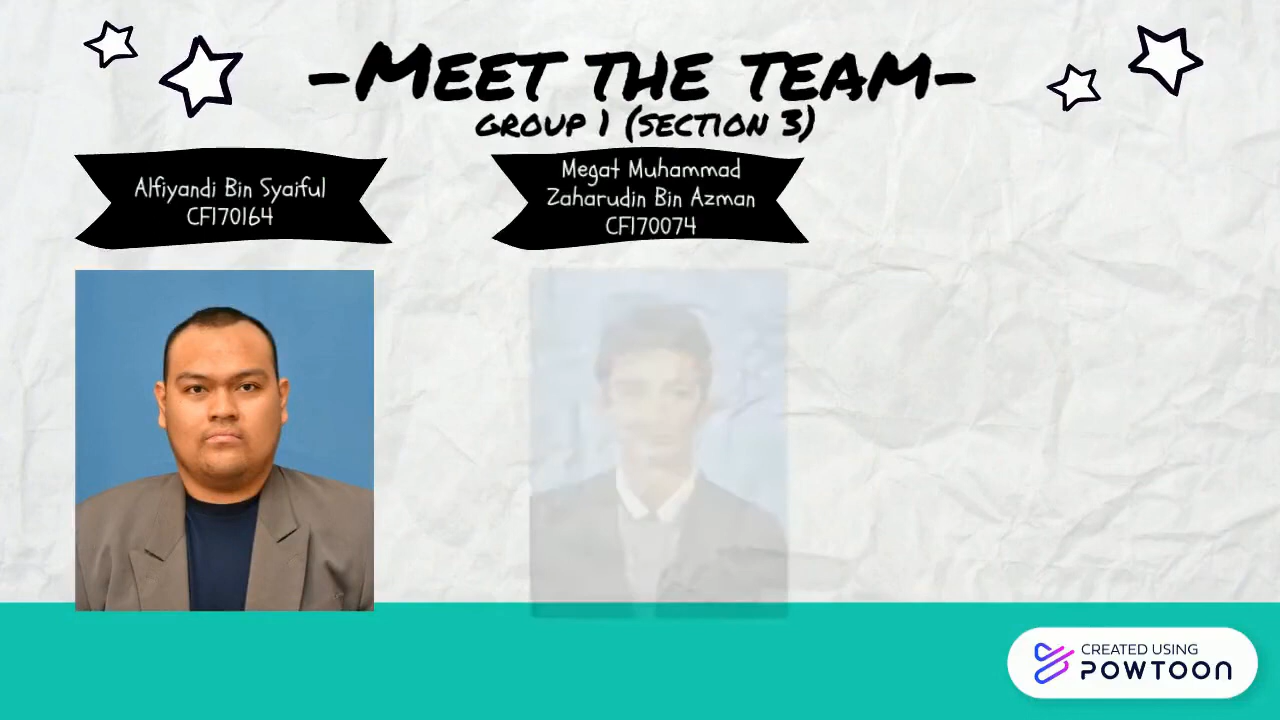 -MEET THE TEAM-
GROUP 1 (SECTION 3)
Alfiyandi Bin Syaiful
CF170164
Megat Muhammad
Zaharudin Bin Azman
CF170074
CREATED USING
POWTOON